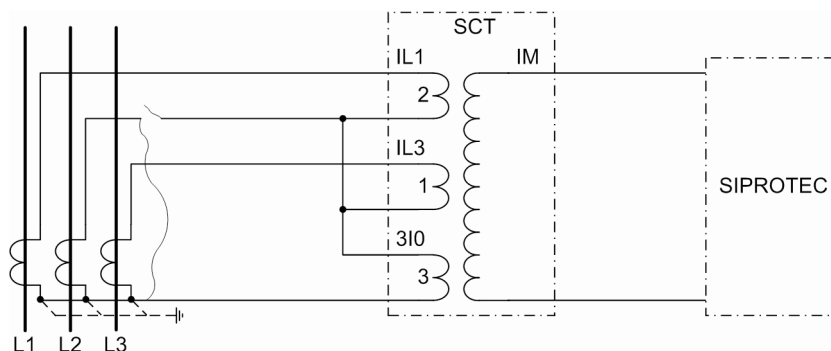 SCT
IL1 IM
2
IL3
1
SIPROTEC
3I0
3
L1 L2 L3